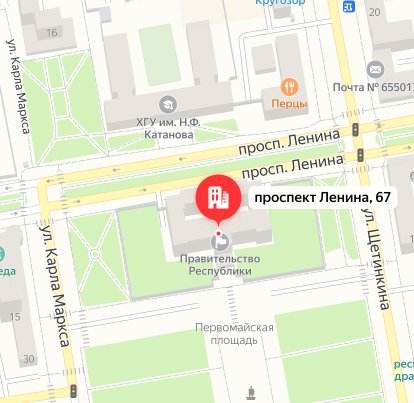 Кругозор
20
16
ул. Карла Маркса
Почта № 655017
Перцы
ХГУ им. Н.Ф.
Катанова
просп. Ленина
просп. Ленина
проспект Ленина, 67
ул. Карла Маркса
ул. Щетинкина
Правительство
Республики
15
Первомайская
площадь
30